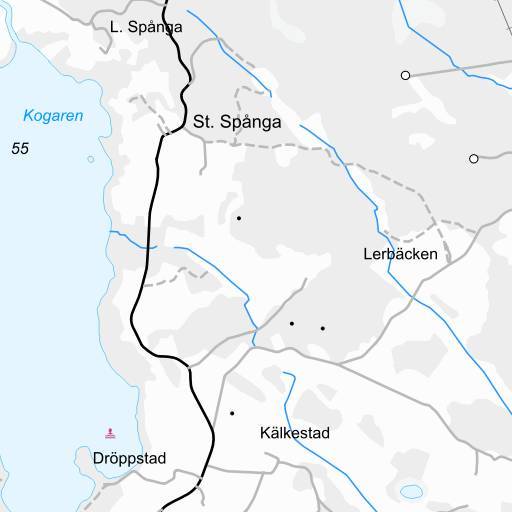 L. Spånga
Kogaren
St. Spånga
55
Lerbäcken
Kälkestad
Dröppstad